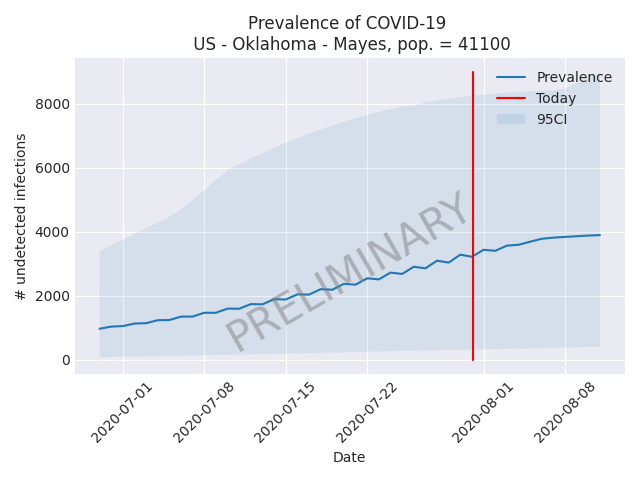 Prevalence of COVID-19
US - Oklahoma - Mayes, pop. = 41100
Prevalence
Today
95CI
PRELIMINARY
# undetected infections
8000
6000
4000
2000
0
2020-07-01
2020-07-08
2020-07-15
2020-07-22
2020-08-01
2020-08-08
Date